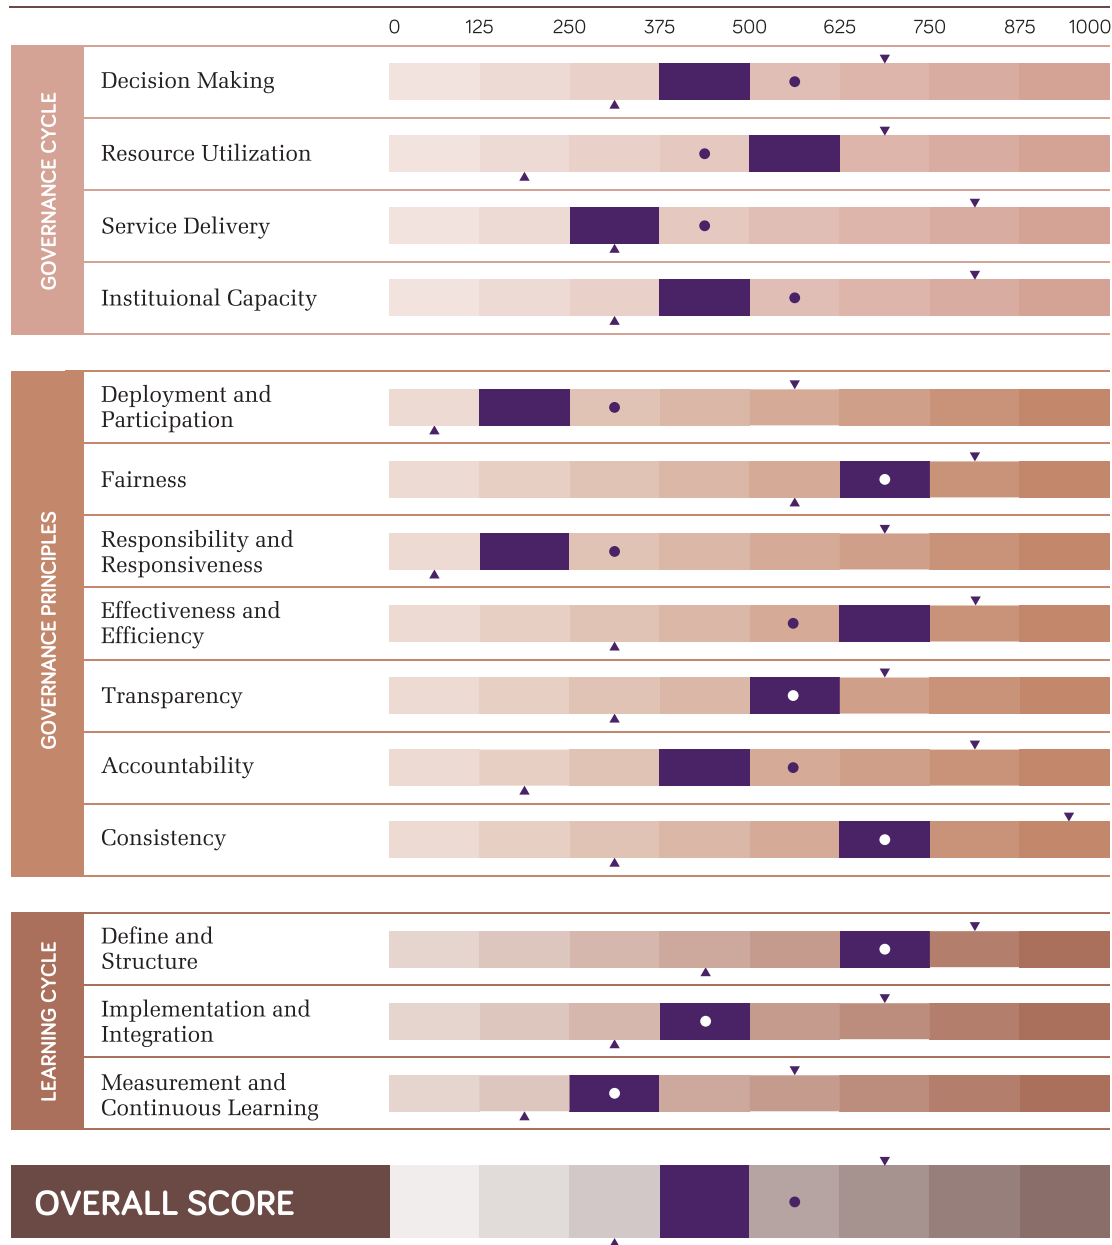 0 125 250 375 500 625 750 875 1000
GOVERNANCE CYCLE
Decision Making
Resource Utilization
Service Delivery
Instituional Capacity
GOVERNANCE PRINCIPLES
Deployment and
Participation
Fairness
Responsibility and
Responsiveness
Effectiveness and
Efficiency
Transparency
Accountability
Consistency
LEARNING CYCLE
Define and
Structure
Implementation and
Integration
Measurement and
Continuous Learning
OVERALL SCORE